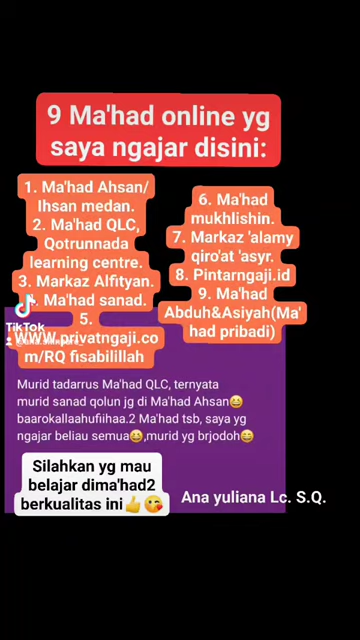 9 Ma'had online yg
saya ngajar disini:
1. Ma'had Ahsan/
Ihsan medan.
2. Ma'had QLC,
Qotrunnada
learning centre.
3. Markaz Alfityan.
4. Ma'had sanad.
5.
WWW.privatngaji.co
m/RQ fisabilillah
6. Ma'had
mukhlishin.
7. Markaz 'alamy
qiro'at 'asyr.
8. Pintarngaji.id
9. Ma'had
Abduh&Asiyah(Ma'
had pribadi)
TikTok
Murid tadarrus Ma'had QLC, ternyata
murid sanad qolun jg di Ma'had Ahsan😅
baarokallaahufiihaa.2 Ma'had tsb, saya yg
ngajar beliau semua😅,murid yg brjodoh😅
Silahkan yg mau
belajar dima'had2
berkualitas ini👍😘
Ana yuliana Lc. S.Q.